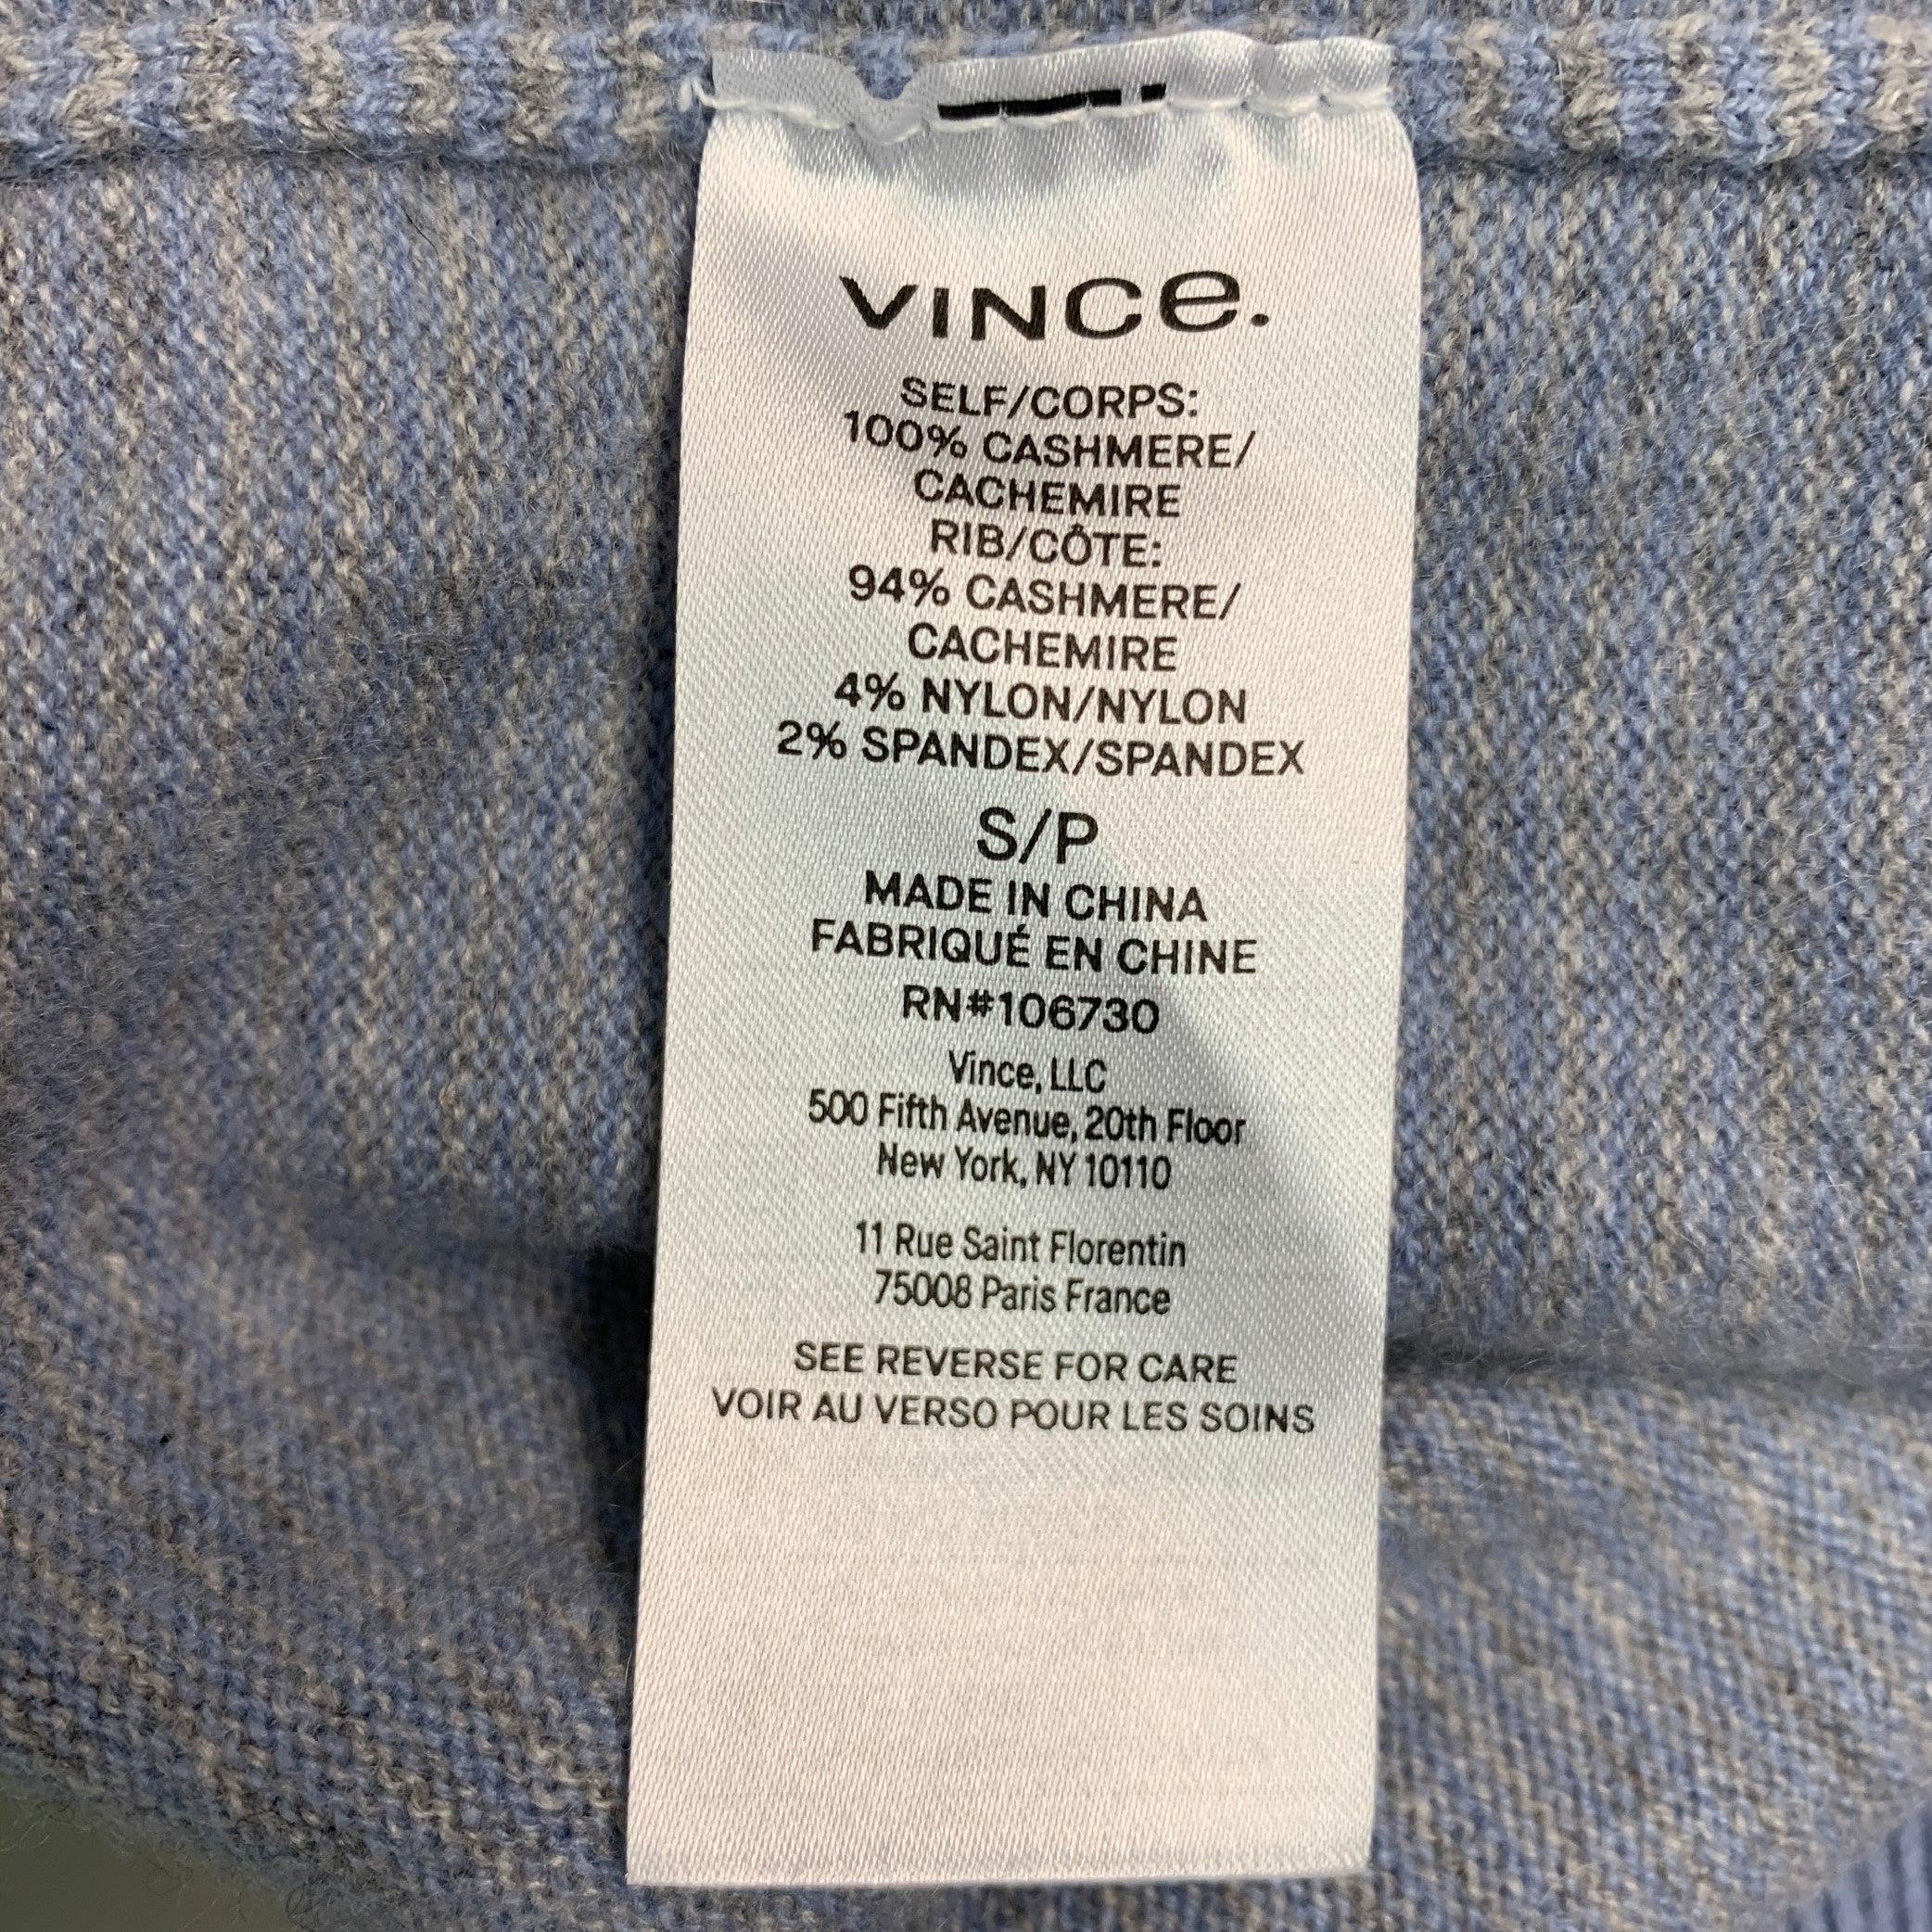 VINCe.
SELF/CORPS:
100% CASHMERE/
CACHEMIRE
RIB/CÔTE:
94% CASHMERE/
CACHEMIRE
4% NYLON/NYLON
2% SPANDEX/SPANDEX
S/P
MADE IN CHINA
FABRIQUÉ EN CHINE
RN#106730
Vince, LLC
500 Fifth Avenue, 20th Floor
New York, NY 10110
11 Rue Saint Florentin
75008 Paris France
SEE REVERSE FOR CARE
VOIR AU VERSO POUR LES SOINS